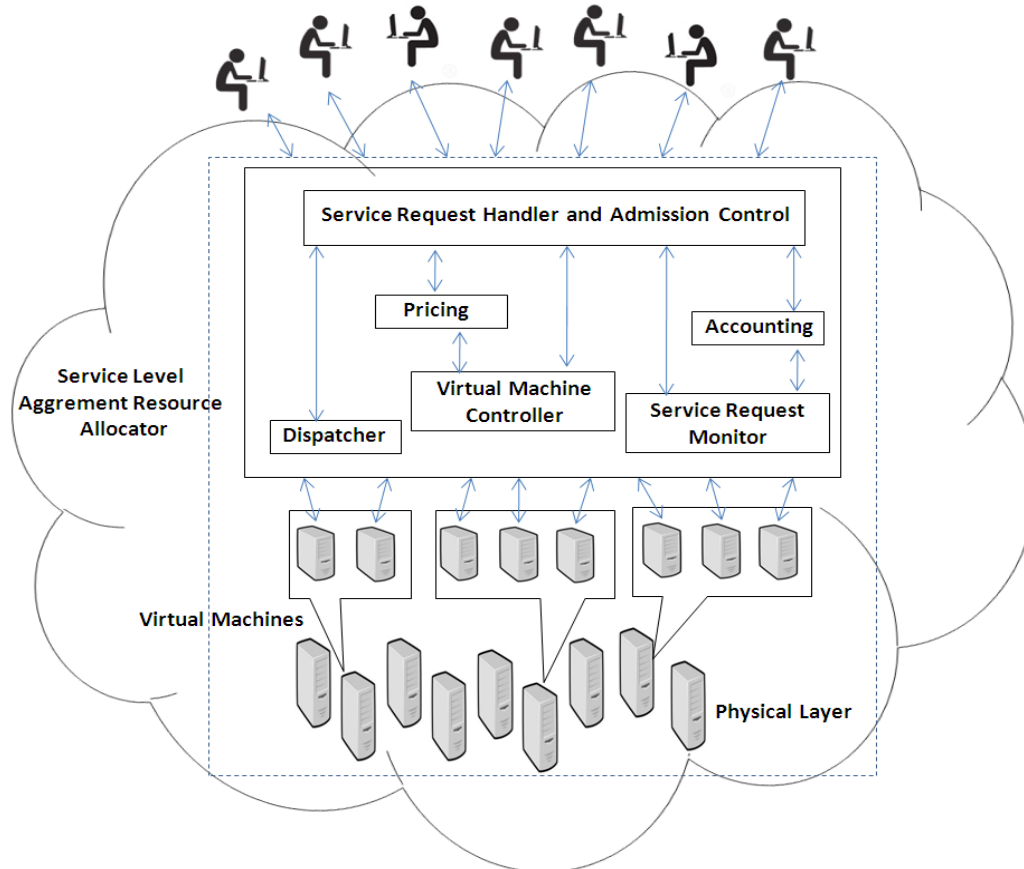 Service Request Handler and Admission Control
Pricing
Accounting
Service Level
Aggrement Resource
Allocator
Virtual Machine
Controller
Service Request
Monitor
Dispatcher
Virtual Machines
Physical Layer